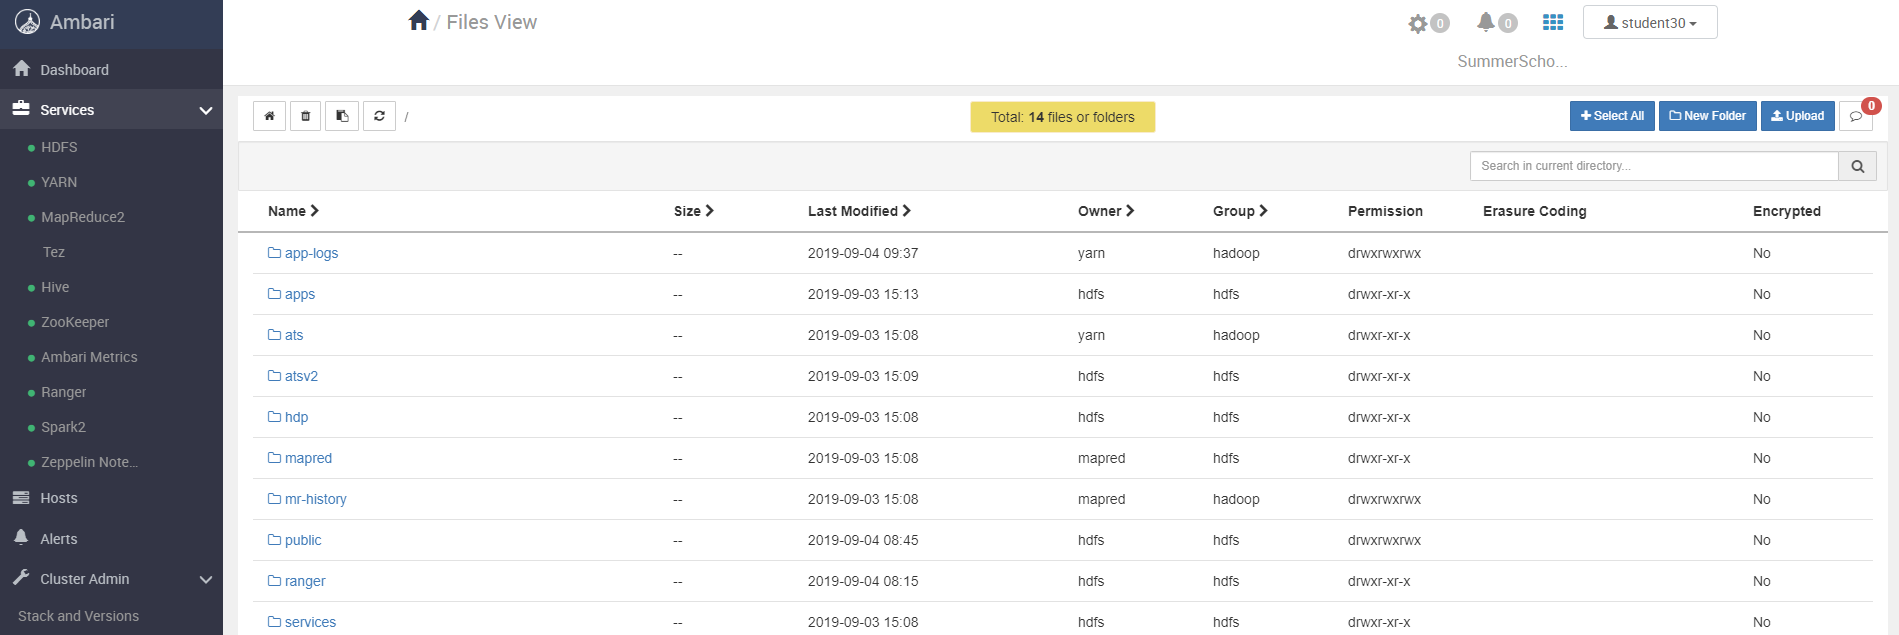 Ambari
/ Files View
0
0
student30
SummerScho...
Dashboard
Services
HDFS
YARN
MapReduce2
Tez
Hive
ZooKeeper
Ambari Metrics
Ranger
Spark2
Zeppelin Note...
Hosts
Alerts
Cluster Admin
Stack and Versions
/
Total: 14 files or folders
Select All
New Folder
Upload
0
Search in current directory...
Name Size Last Modified Owner Group Permission Erasure Coding Encrypted
app-logs -- 2019-09-04 09:37 yarn hadoop drwxrwxrwx No
apps -- 2019-09-03 15:13 hdfs hdfs drwxr-xr-x No
ats -- 2019-09-03 15:08 yarn hadoop drwxr-xr-x No
atsv2 -- 2019-09-03 15:09 hdfs hdfs drwxr-xr-x No
hdp -- 2019-09-03 15:08 hdfs hdfs drwxr-xr-x No
mapred -- 2019-09-03 15:08 mapred hdfs drwxr-xr-x No
mr-history -- 2019-09-03 15:08 mapred hadoop drwxrwxrwx No
public -- 2019-09-04 08:45 hdfs hdfs drwxrwxrwx No
ranger -- 2019-09-04 08:15 hdfs hdfs drwxr-xr-x No
services -- 2019-09-03 15:08 hdfs hdfs drwxr-xr-x No